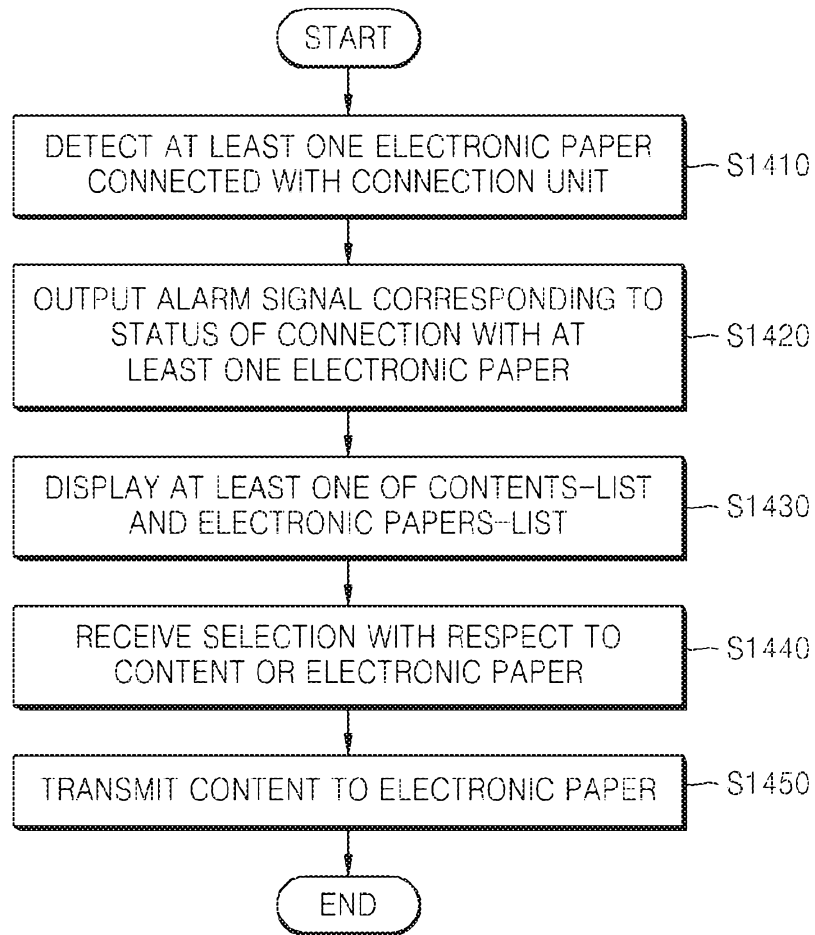 START
DETECT AT LEAST ONE ELECTRONIC PAPER
CONNECTED WITH CONNECTION UNIT
S1410
OUTPUT ALARM SIGNAL CORRESPONDING TO
STATUS OF CONNECTION WITH AT
LEAST ONE ELECTRONIC PAPER
S1420
DISPLAY AT LEAST ONE OF CONTENTS-LIST
AND ELECTRONIC PAPERS-LIST
S1430
RECEIVE SELECTION WITH RESPECT TO
CONTENT OR ELECTRONIC PAPER
S1440
TRANSMIT CONTENT TO ELECTRONIC PAPER
S1450
END